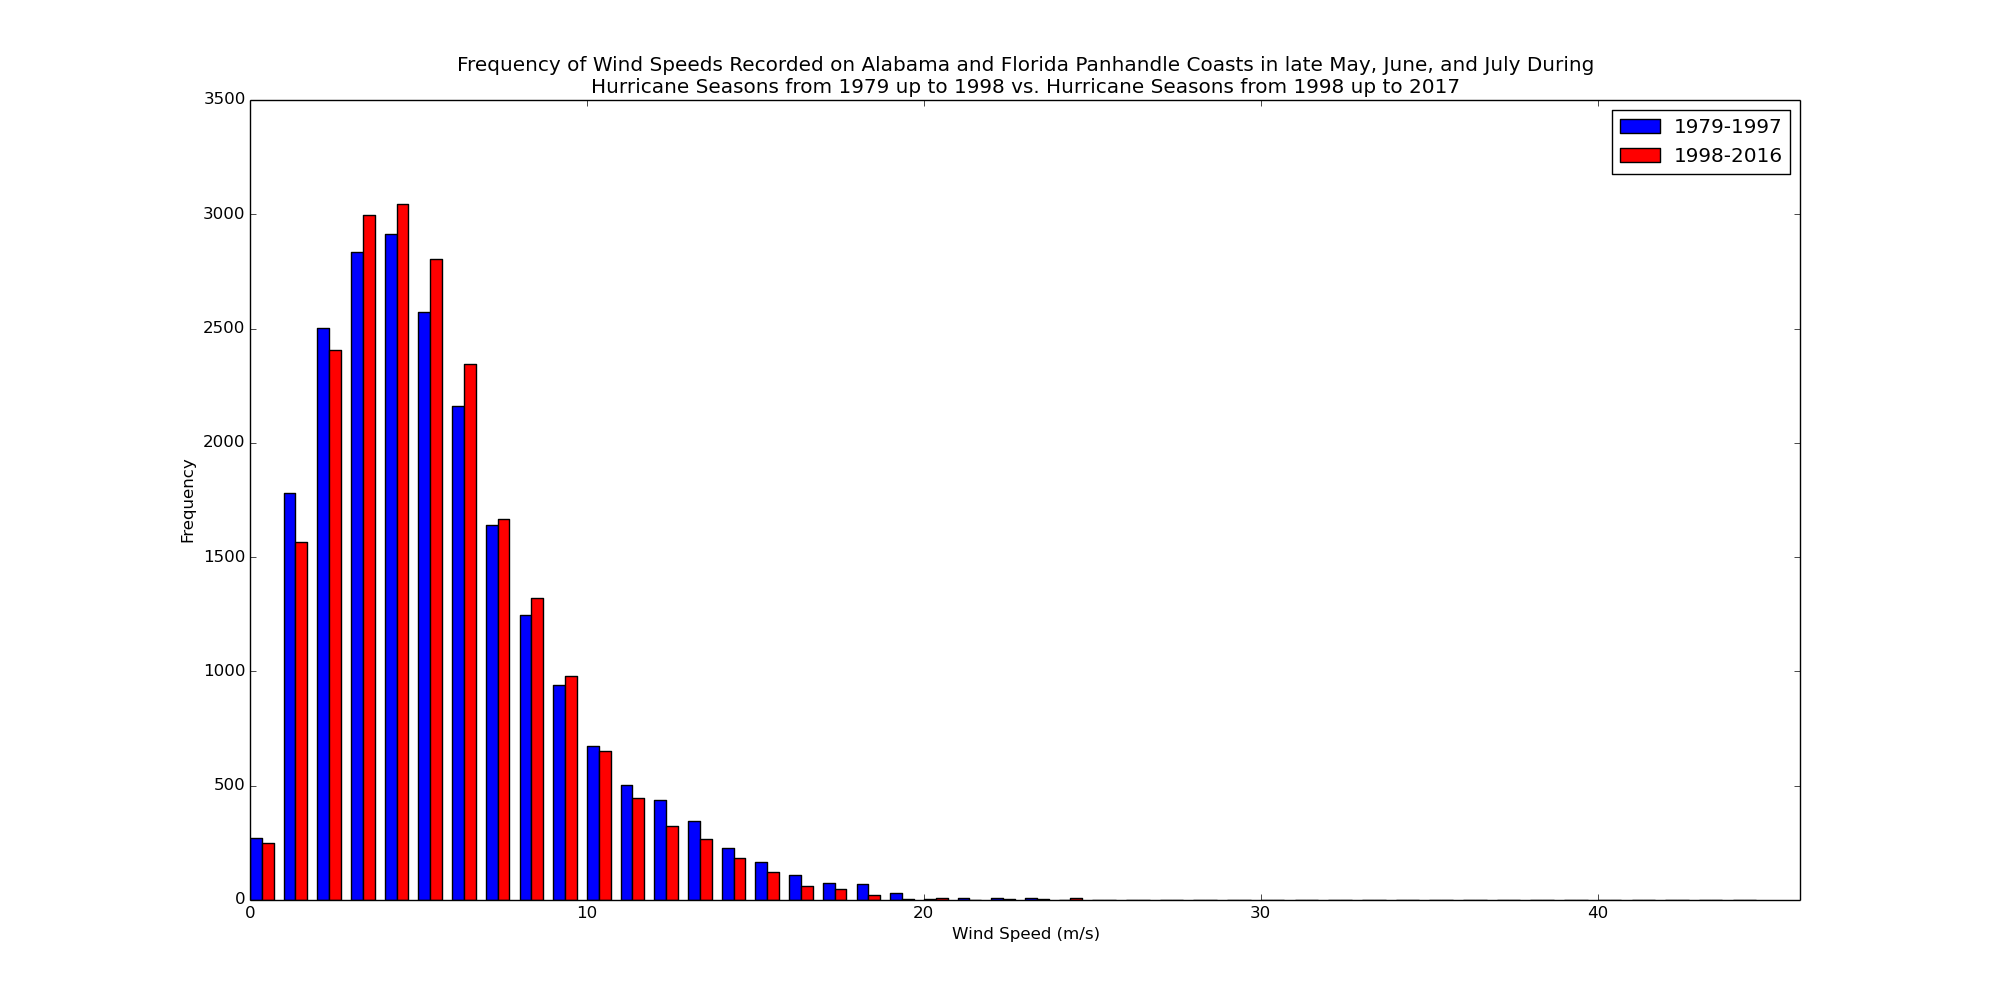 Frequency of Wind Speeds Recorded on Alabama and Florida Panhandle Coasts in late May, June, and July During
Hurricane Seasons from 1979 up to 1998 vs. Hurricane Seasons from 1998 up to 2017
1979-1997
1998-2016
3500
3000
2500
2000
1500
1000
500
0
Frequency
0 10 20 30 40
Wind Speed (m/s)